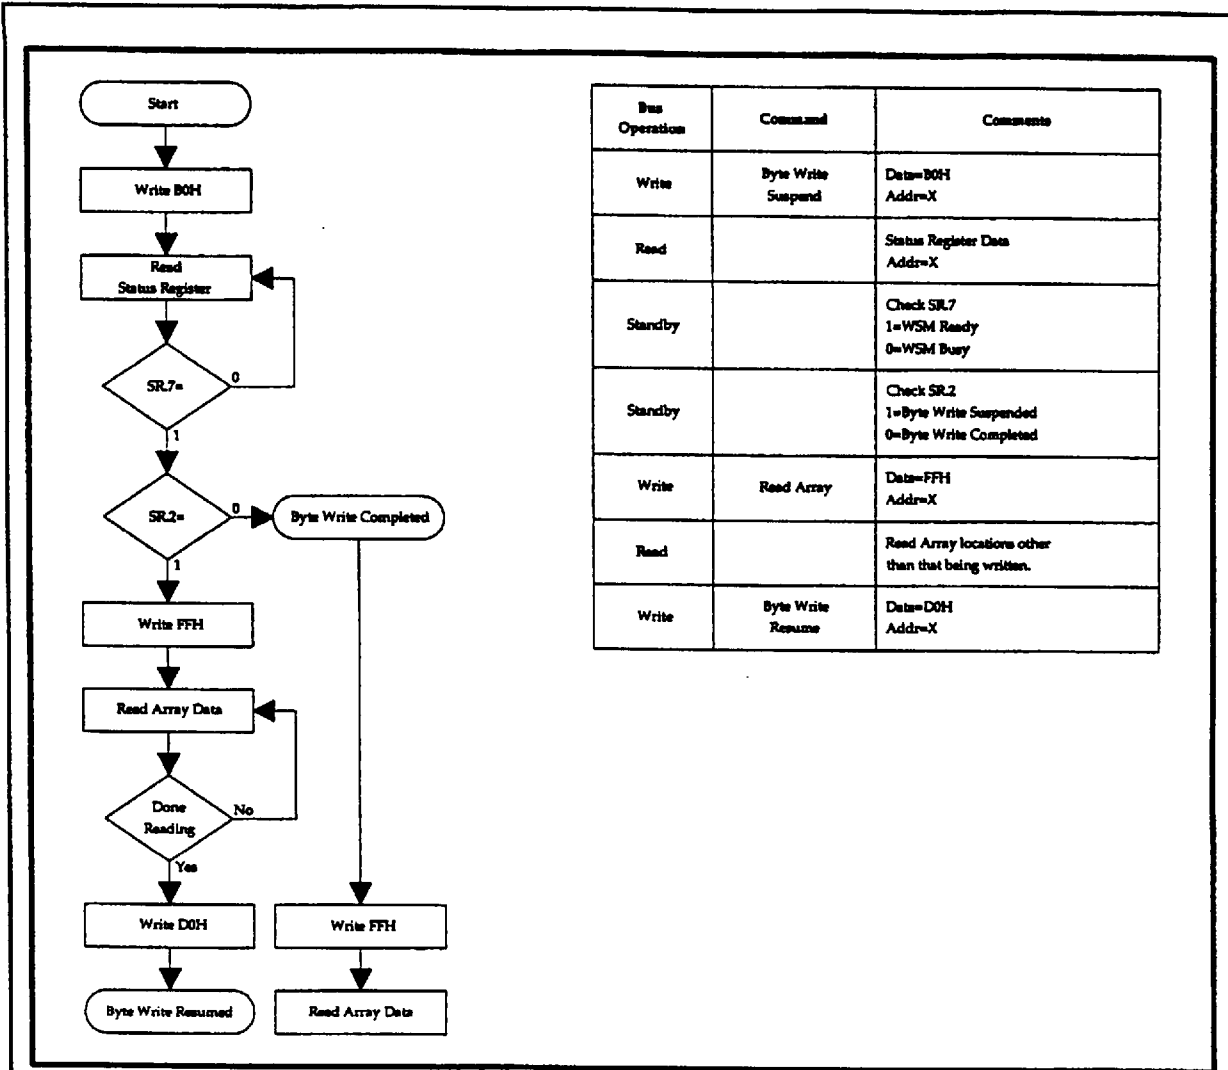 Start
Write B0H
Read
Status Register
SR.7=
0
1
SR.2=
0
Byte Write Completed
1
Write FFH
Read Array Data
Done
Reading
No
Yes
Write D0H
Write FFH
Byte Write Resumed
Read Array Data
Bus
Operation
Command
Comments
Write
Byte Write
Suspend
Data=B0H
Addr=X
Read
Status Register Data
Addr=X
Standby
Check SR.7
1=WSM Ready
0=WSM Busy
Standby
Check SR.2
1=Byte Write Suspended
0=Byte Write Completed
Write
Read Array
Data=FFH
Addr=X
Read
Read Array locations other
than that being written.
Write
Byte Write
Resume
Data=D0H
Addr=X